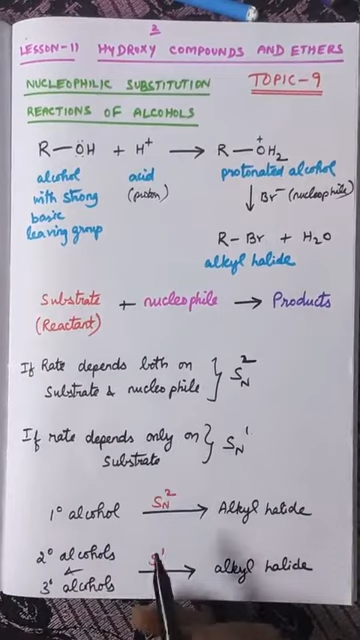 3
LESSON-11 HYDROXY COMPOUNDS AND ETHERS
NUCLEOPHILIC SUBSTITUTION TOPIC-9
REACTIONS OF ALCOHOLS
R—ÖH + H⁺ → R—O⁺H₂
alcohol acid protonated alcohol
with strong (proton)
basic
leaving group
↓ Br⁻ (nucleophile)
R—Br + H₂O
alkyl halide
Substrate + nucleophile → Products
(Reactant)
If Rate depends both on
Substrate & nucleophile } S_N²
If rate depends only on
Substrate } S_N¹
1° alcohol S_N² → Alkyl halide
2° alcohols
3° alcohols S 1 → alkyl halide